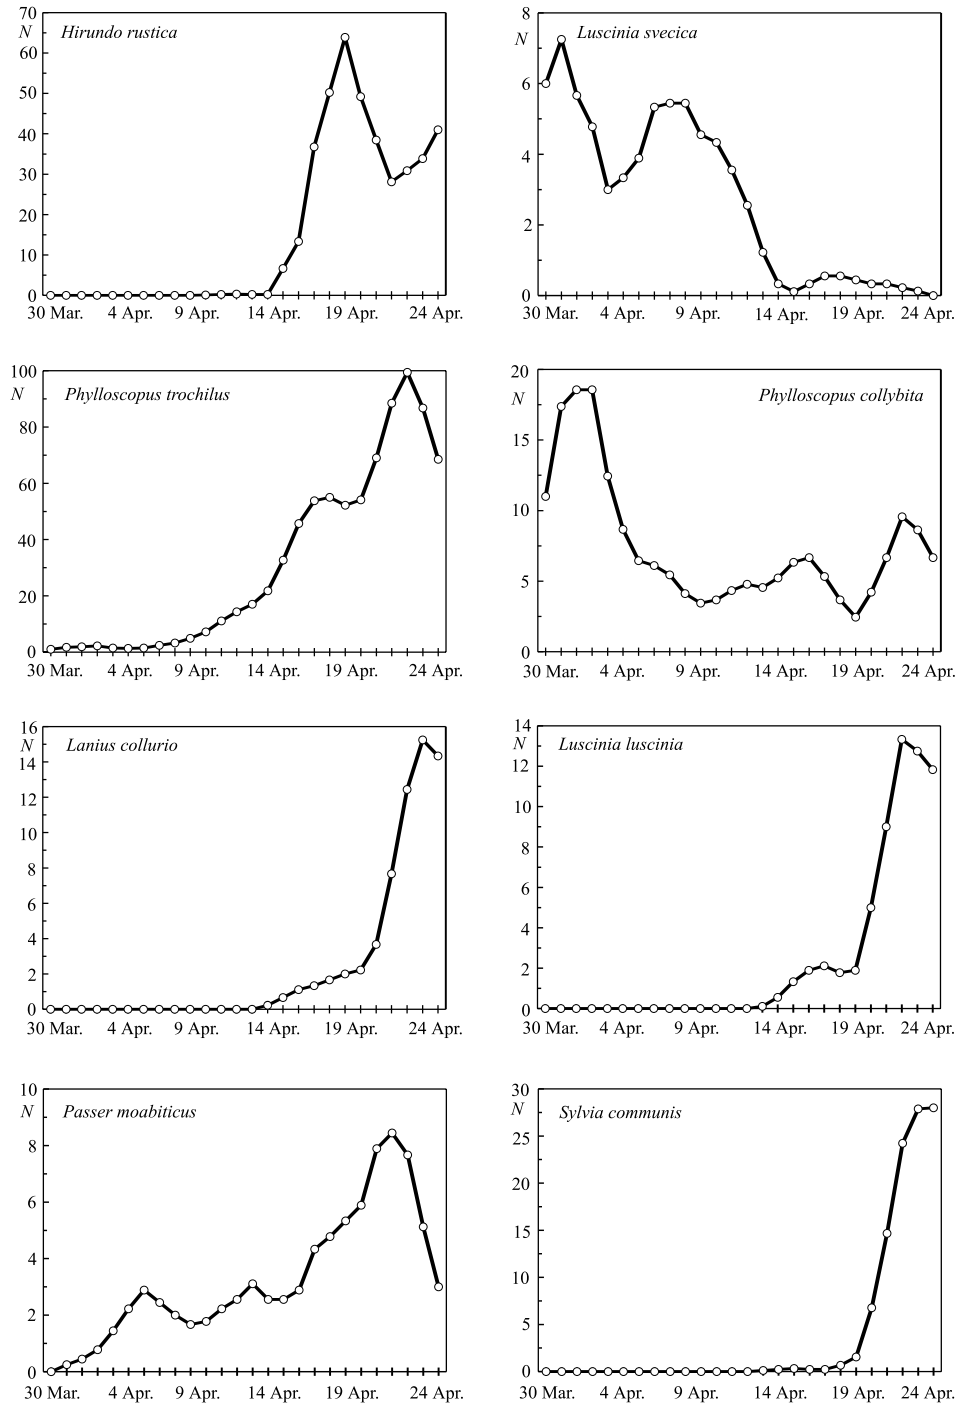 70
N
Hirundo rustica
60
50
40
30
20
10
0
30 Mar. 4 Apr. 9 Apr. 14 Apr. 19 Apr. 24 Apr.
8
N
Luscinia svecica
6
4
2
0
30 Mar. 4 Apr. 9 Apr. 14 Apr. 19 Apr. 24 Apr.
100
N
Phylloscopus trochilus
80
60
40
20
0
30 Mar. 4 Apr. 9 Apr. 14 Apr. 19 Apr. 24 Apr.
20
N
Phylloscopus collybita
15
10
5
0
30 Mar. 4 Apr. 9 Apr. 14 Apr. 19 Apr. 24 Apr.
16
N
Lanius collurio
14
12
10
8
6
4
2
0
30 Mar. 4 Apr. 9 Apr. 14 Apr. 19 Apr. 24 Apr.
14
N
Luscinia luscinia
12
10
8
6
4
2
0
30 Mar. 4 Apr. 9 Apr. 14 Apr. 19 Apr. 24 Apr.
10
N
Passer moabiticus
8
6
4
2
0
30 Mar. 4 Apr. 9 Apr. 14 Apr. 19 Apr. 24 Apr.
30
N
Sylvia communis
25
20
15
10
5
0
30 Mar. 4 Apr. 9 Apr. 14 Apr. 19 Apr. 24 Apr.